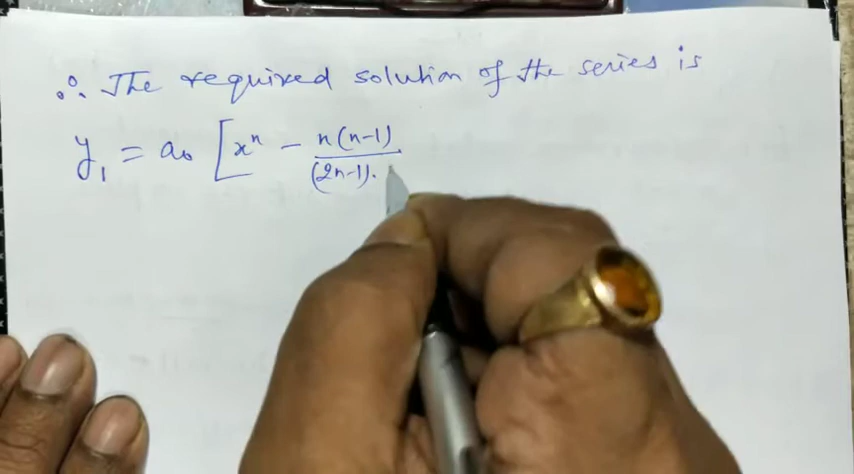 ∴ The required solution of the series is
y₁ = a₀ [xⁿ − n(n-1)/(2n-1).